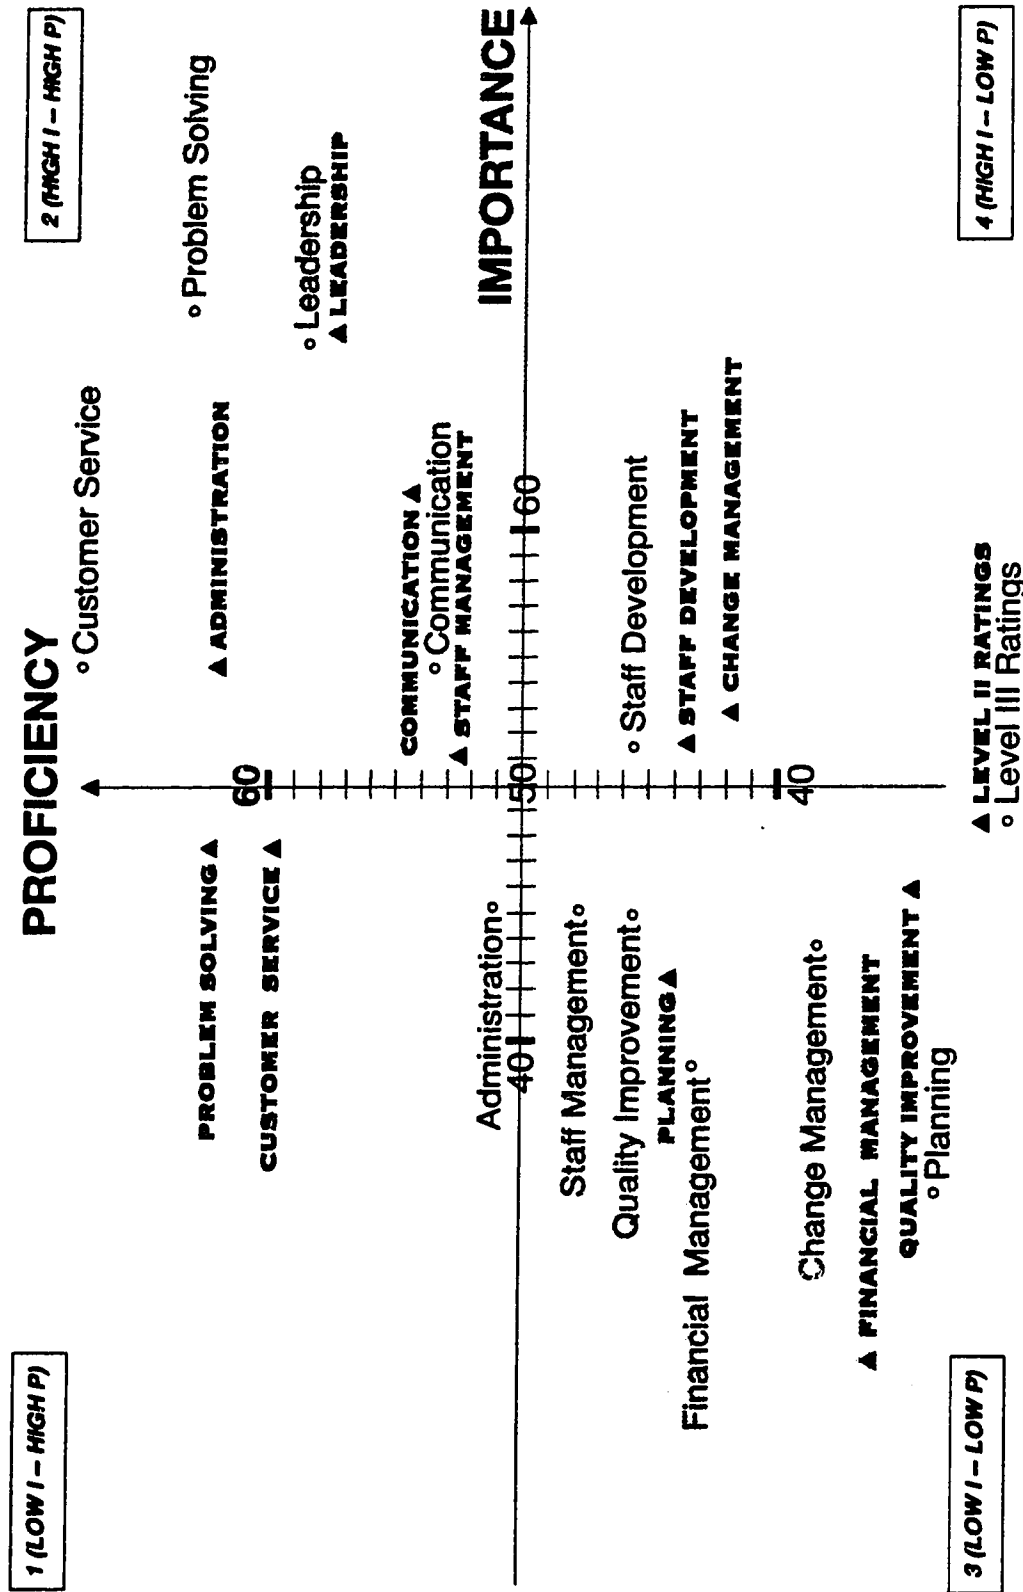 PROFICIENCY
1 (LOW I – HIGH P)
2 (HIGH I – HIGH P)
Customer Service
Problem Solving
PROBLEM SOLVING
ADMINISTRATION
60
CUSTOMER SERVICE
Leadership
LEADERSHIP
COMMUNICATION
Communication
STAFF MANAGEMENT
Administration
IMPORTANCE
40
50
60
Staff Management
Quality Improvement
Staff Development
PLANNING
STAFF DEVELOPMENT
Financial Management
CHANGE MANAGEMENT
40
Change Management
FINANCIAL MANAGEMENT
QUALITY IMPROVEMENT
Planning
3 (LOW I – LOW P)
4 (HIGH I – LOW P)
LEVEL II RATINGS
Level III Ratings